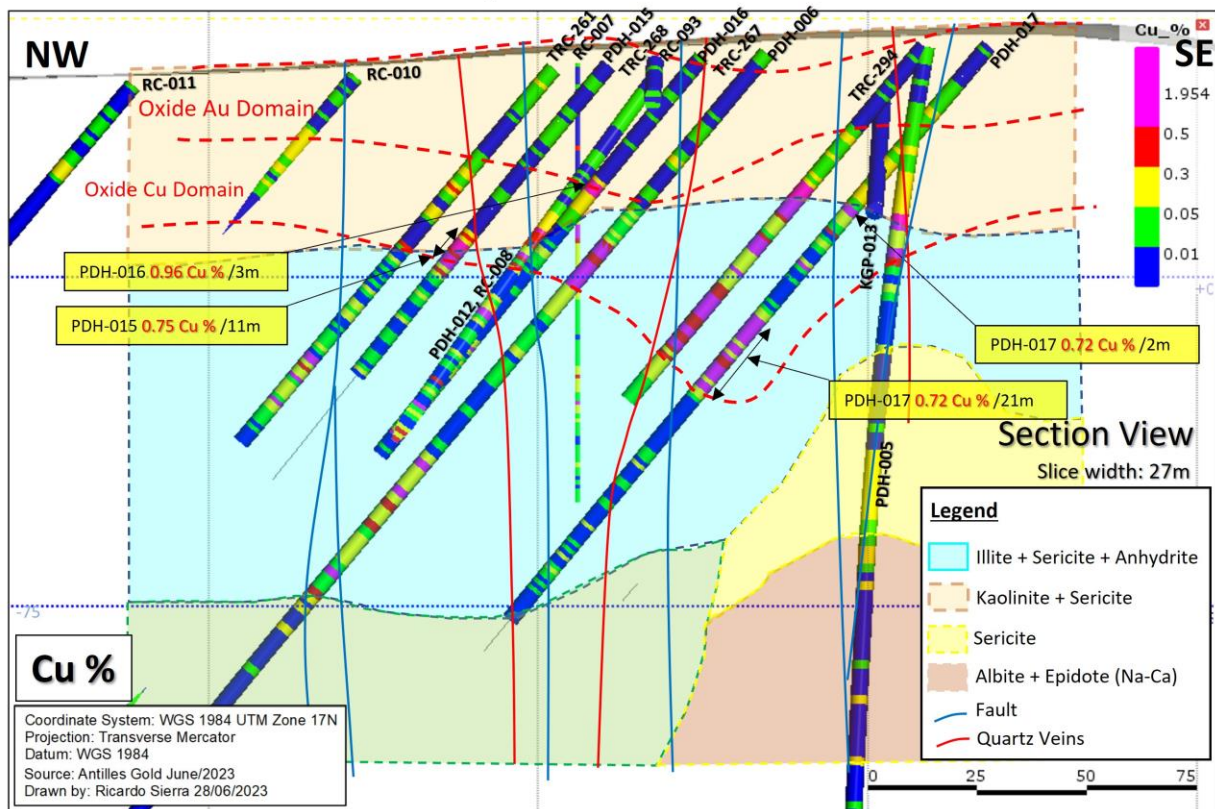 NW
TRC-261
RC-007
PDH-015
TRC-268
RC-093
PDH-016
TRC-267
PDH-006
PDH-017
Cu_%
SE
RC-011
RC-010
TRC-294
1.954
0.5
0.3
0.05
0.01
Oxide Au Domain
Oxide Cu Domain
PDH-016 0.96 Cu % /3m
PDH-015 0.75 Cu % /11m
PDH-012, RC-008
KGP-013
PDH-017 0.72 Cu % /2m
PDH-017 0.72 Cu % /21m
PDH-005
Section View
Slice width: 27m
Legend
Illite + Sericite + Anhydrite
Kaolinite + Sericite
Sericite
Albite + Epidote (Na-Ca)
Fault
Quartz Veins
-75
Cu %
Coordinate System: WGS 1984 UTM Zone 17N
Projection: Transverse Mercator
Datum: WGS 1984
Source: Antilles Gold June/2023
Drawn by: Ricardo Sierra 28/06/2023
0 25 50 75